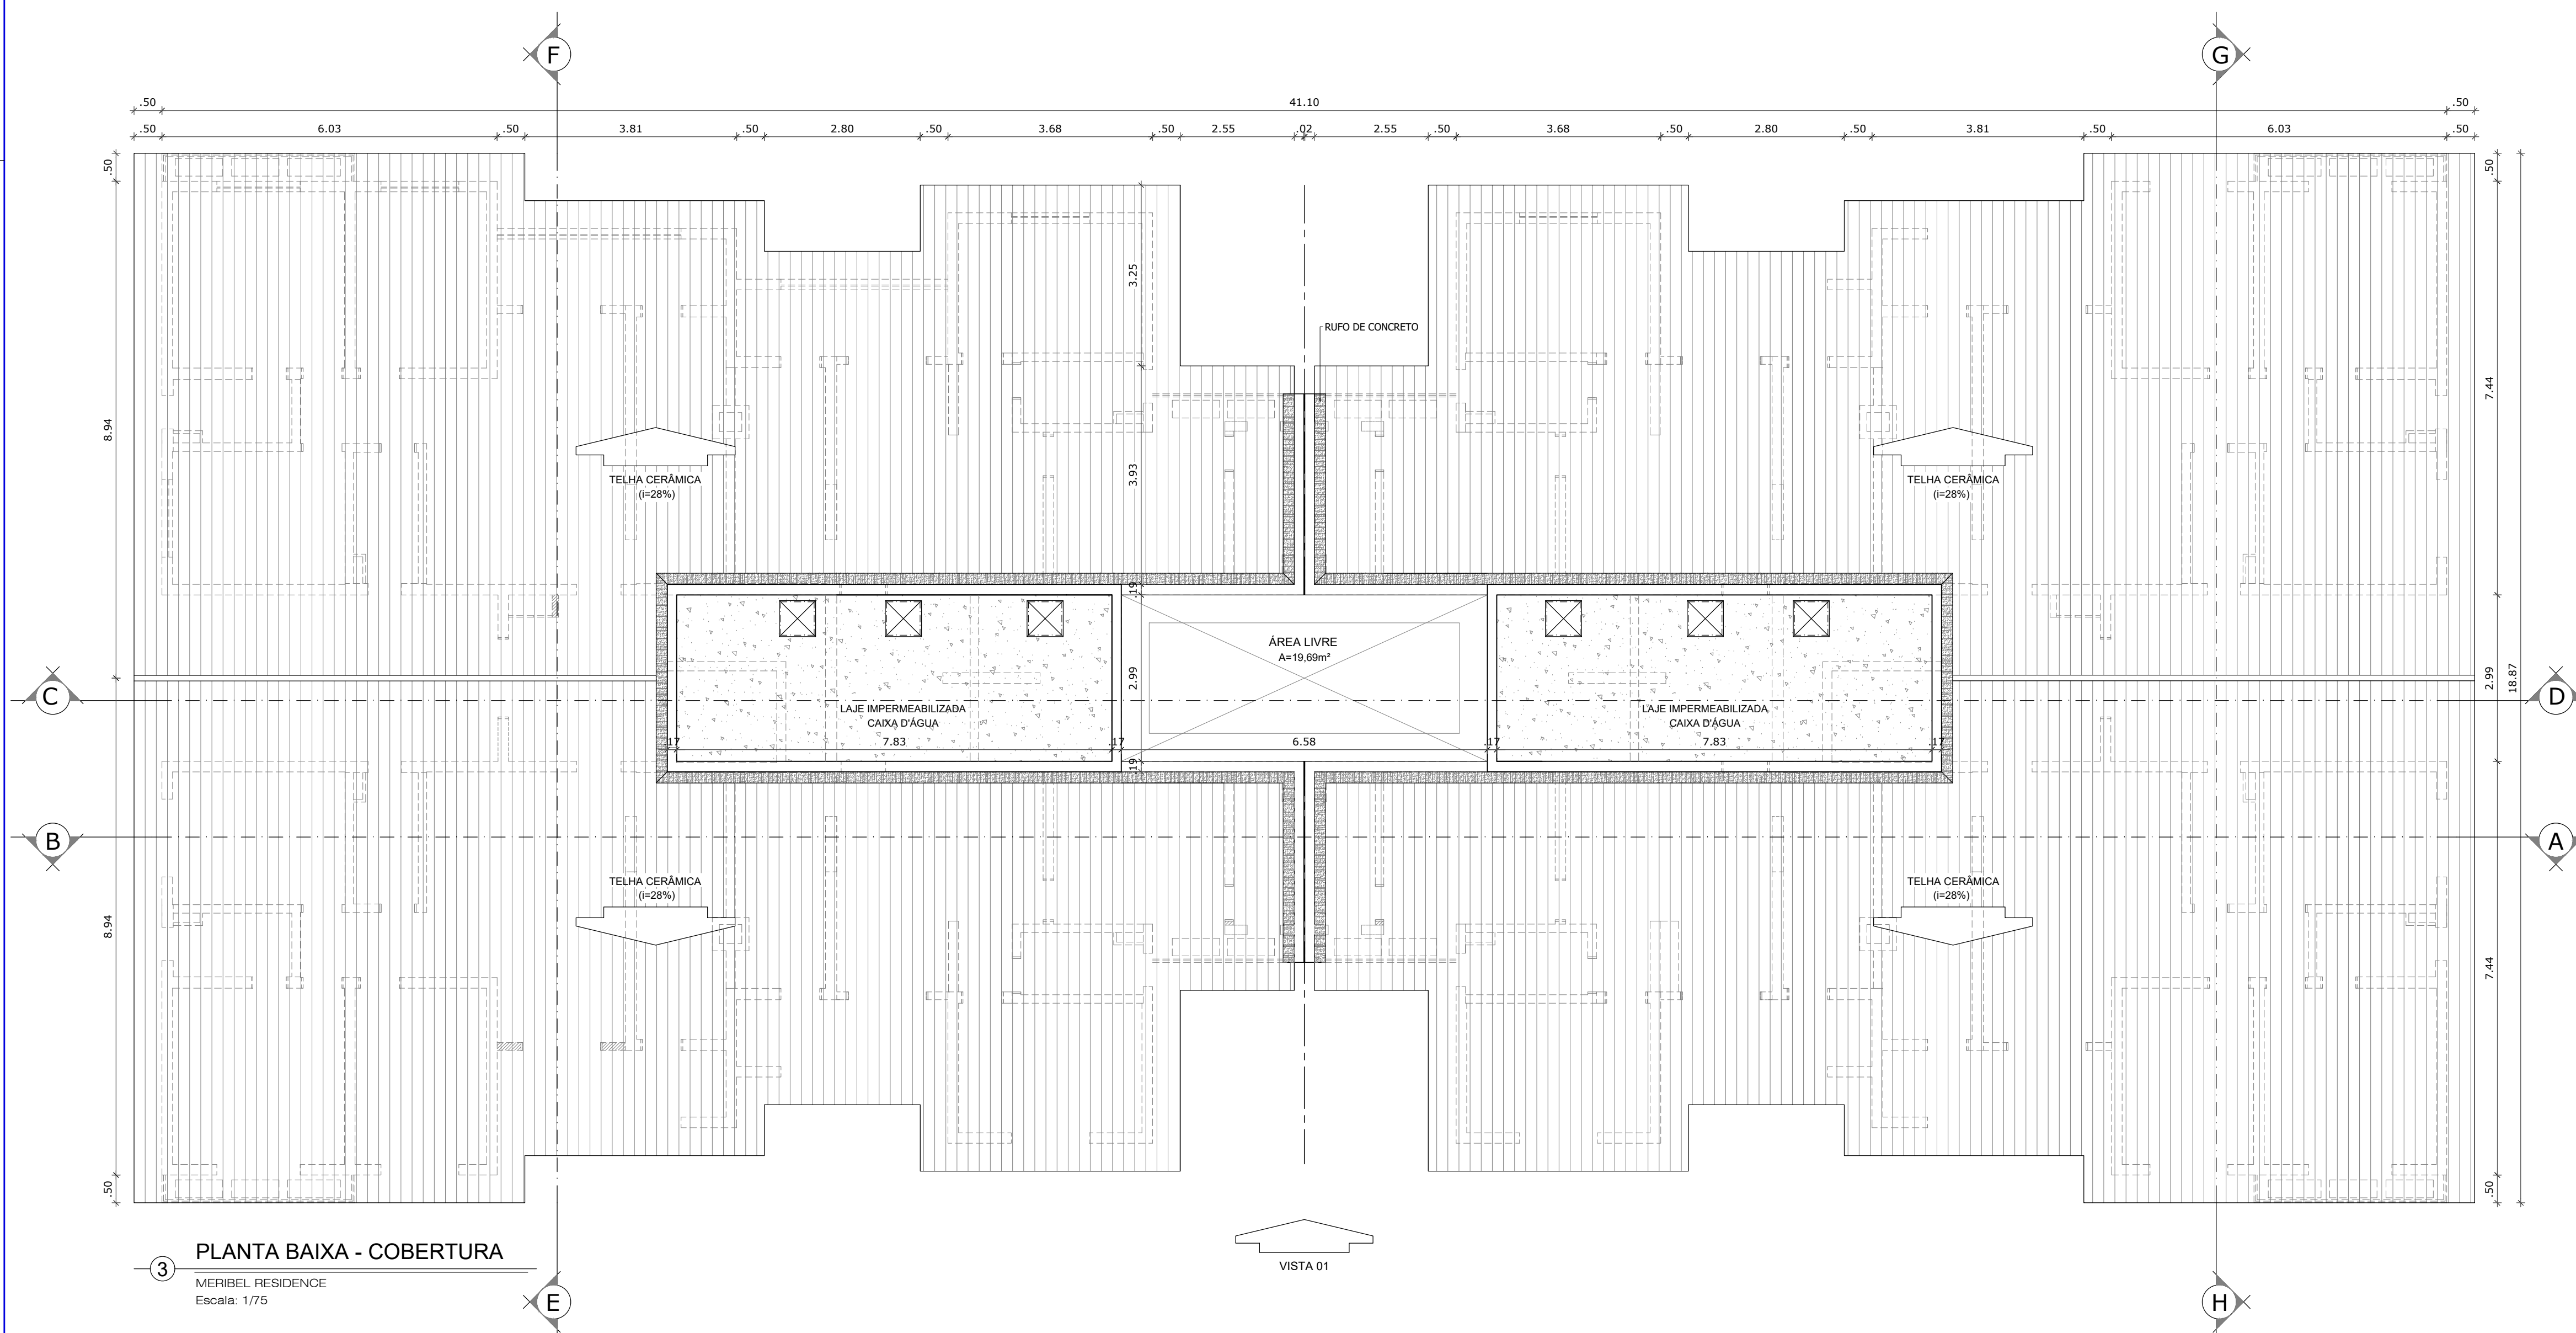 F
G
.50
41.10
.50
.50
6.03
.50
3.81
.50
2.80
.50
3.68
.50
2.55
.02
2.55
.50
3.68
.50
2.80
.50
3.81
.50
6.03
.50
.50
.50
3.25
RUFO DE CONCRETO
8.94
7.44
TELHA CERÂMICA
(i=28%)
3.93
TELHA CERÂMICA
(i=28%)
.19
ÁREA LIVRE
A=19,69m²
C
2.99
2.99
18.87
D
LAJE IMPERMEABILIZADA
CAIXA D'ÁGUA
LAJE IMPERMEABILIZADA
CAIXA D'ÁGUA
.17
7.83
.17
6.58
.17
7.83
.17
.19
B
A
TELHA CERÂMICA
(i=28%)
TELHA CERÂMICA
(i=28%)
8.94
7.44
.50
.50
3
PLANTA BAIXA - COBERTURA
MERIBEL RESIDENCE
Escala: 1/75
VISTA 01
E
H